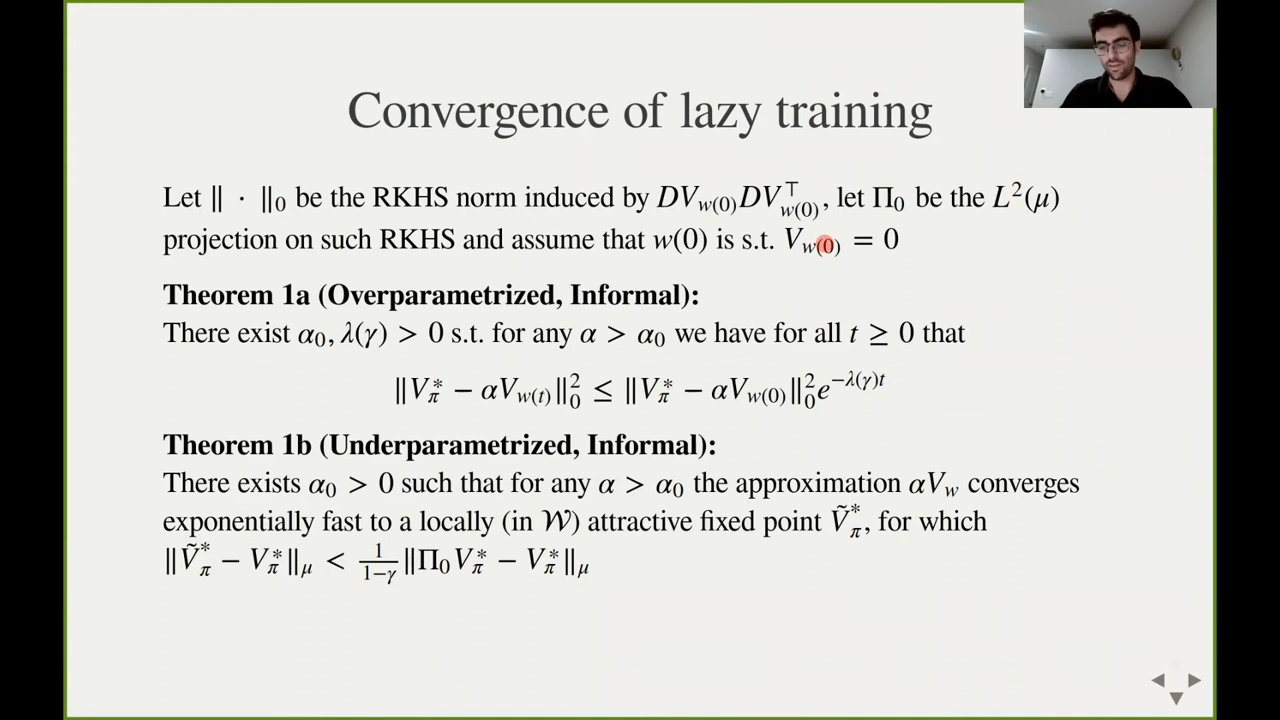 Convergence of lazy training
Let ‖ · ‖₀ be the RKHS norm induced by DV_{w(0)}DV_{w(0)}^⊤, let Π₀ be the L²(μ)
projection on such RKHS and assume that w(0) is s.t. V_{w(0)} = 0
Theorem 1a (Overparametrized, Informal):
There exist α₀, λ(γ) > 0 s.t. for any α > α₀ we have for all t ≥ 0 that
‖V_π^* − αV_{w(t)}‖₀² ≤ ‖V_π^* − αV_{w(0)}‖₀² e^{−λ(γ)t}
Theorem 1b (Underparametrized, Informal):
There exists α₀ > 0 such that for any α > α₀ the approximation αV_w converges
exponentially fast to a locally (in 𝒲) attractive fixed point Ṽ_π^*, for which
‖Ṽ_π^* − V_π^*‖_μ < \frac{1}{1−γ}‖Π₀V_π^* − V_π^*‖_μ